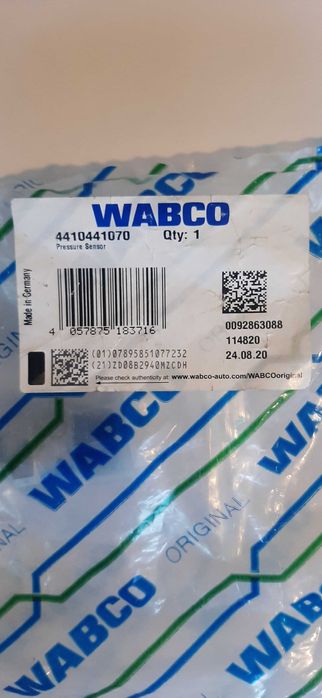 WABCO
4410441070 Qty: 1
Pressure Sensor
Made in Germany
4 057875 183716
0092863088
114820
24.08.20
(01)07895851077232
(21)ZD08B2940MZCDH
Please check authenticity at: www.wabco-auto.com/WABCOoriginal
WABCO
WABCO
ORIGINAL
WABCO
ORIGINAL
WABCO